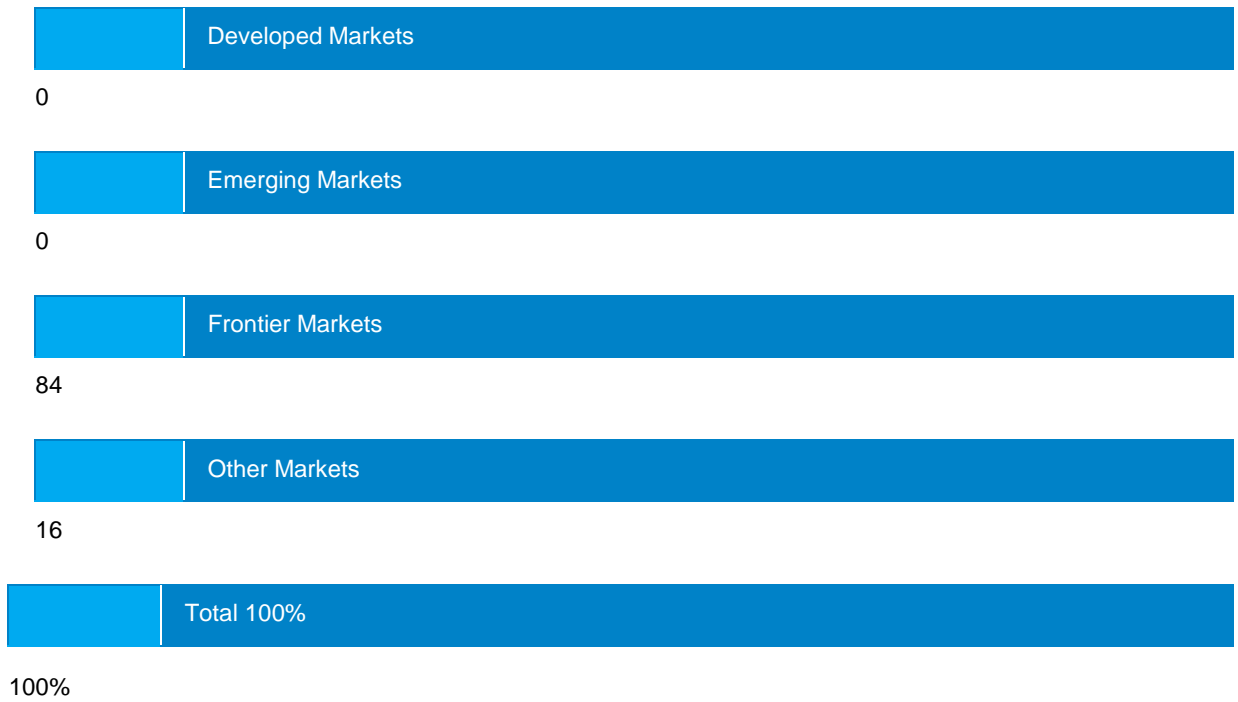 Developed Markets
0
Emerging Markets
0
Frontier Markets
84
Other Markets
16
Total 100%
100%